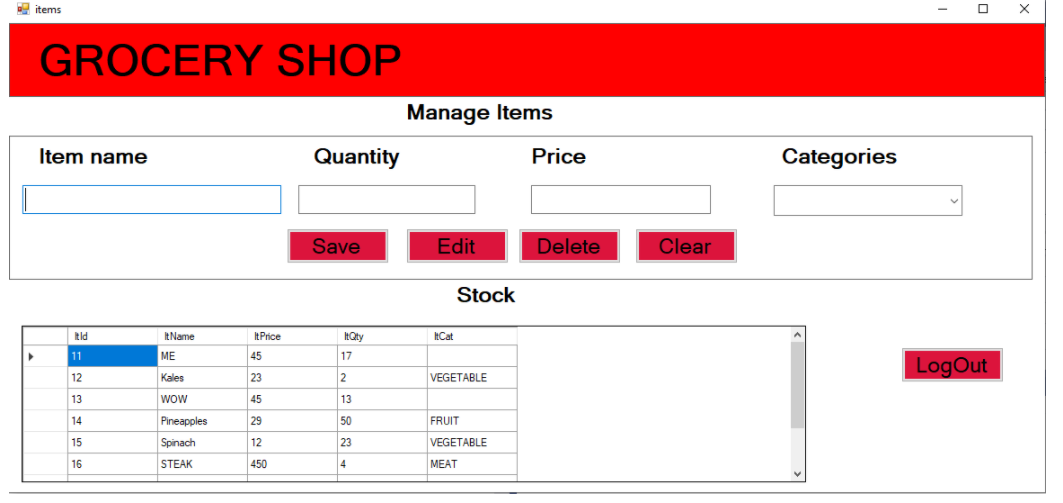 items
GROCERY SHOP
Manage Items
Item name Quantity Price Categories
Save Edit Delete Clear
Stock
ItId ItName ItPrice ItQty ItCat
11 ME 45 17
12 Kales 23 2 VEGETABLE
13 WOW 45 13
14 Pineapples 29 50 FRUIT
15 Spinach 12 23 VEGETABLE
16 STEAK 450 4 MEAT
LogOut